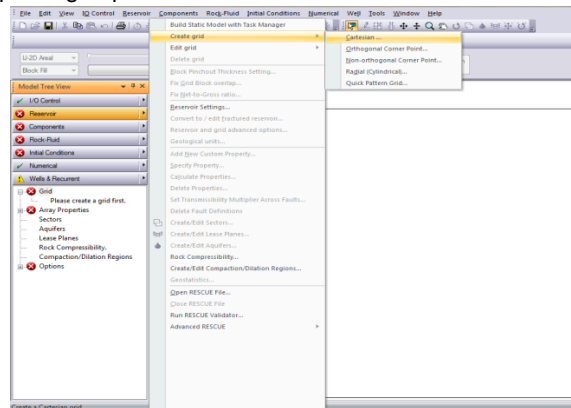 File Edit View IO Control Reservoir Components Rock-Fluid Initial Conditions Numerical Well Tools Window Help
U-2D Areal
Block Fill
Model Tree View
I/O Control
Reservoir
Components
Rock-Fluid
Initial Conditions
Numerical
Wells & Recurrent
Grid
Please create a grid first.
Array Properties
Sectors
Aquifers
Lease Planes
Rock Compressibility.
Compaction/Dilation Regions
Options
Build Static Model with Task Manager
Create grid
Edit grid
Delete grid
Block Pinchout Thickness Setting...
Fix Grid Block overlap...
Fix Net-to-Gross ratio...
Reservoir Settings...
Convert to / edit fractured reservoir...
Reservoir and grid advanced options...
Geological units...
Add New Custom Property...
Specify Property...
Calculate Properties...
Delete Properties...
Set Transmissibility Multiplier Across Faults...
Delete Fault Definitions
Create/Edit Sectors...
Create/Edit Lease Planes...
Create/Edit Aquifers...
Rock Compressibility...
Create/Edit Compaction/Dilation Regions...
Geostatistics...
Open RESCUE File...
Close RESCUE File
Run RESCUE Validator...
Advanced RESCUE
Cartesian ...
Orthogonal Corner Point...
Non-orthogonal Corner Point...
Radial (Cylindrical)...
Quick Pattern Grid...
Create a Cartesian grid